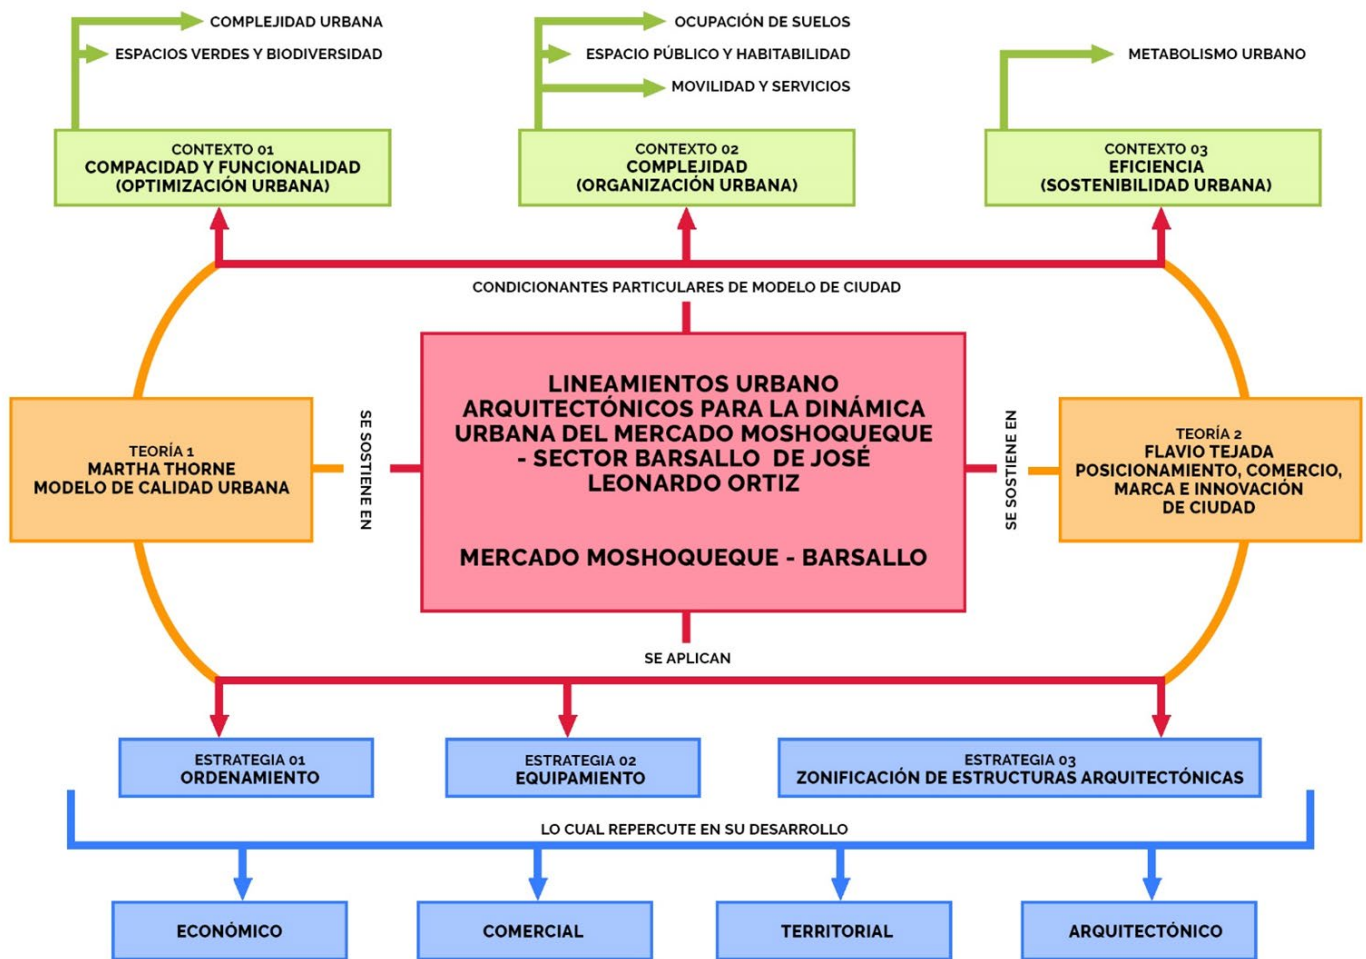 COMPLEJIDAD URBANA
ESPACIOS VERDES Y BIODIVERSIDAD
OCUPACIÓN DE SUELOS
ESPACIO PÚBLICO Y HABITABILIDAD
MOVILIDAD Y SERVICIOS
METABOLISMO URBANO
CONTEXTO 01
COMPACIDAD Y FUNCIONALIDAD
(OPTIMIZACIÓN URBANA)
CONTEXTO 02
COMPLEJIDAD
(ORGANIZACIÓN URBANA)
CONTEXTO 03
EFICIENCIA
(SOSTENIBILIDAD URBANA)
CONDICIONANTES PARTICULARES DE MODELO DE CIUDAD
TEORÍA 1
MARTHA THORNE
MODELO DE CALIDAD URBANA
SE SOSTIENE EN
LINEAMIENTOS URBANO
ARQUITECTÓNICOS PARA LA DINÁMICA
URBANA DEL MERCADO MOSHOQUEQUE
- SECTOR BARSALLO DE JOSÉ
LEONARDO ORTIZ
MERCADO MOSHOQUEQUE - BARSALLO
SE SOSTIENE EN
TEORÍA 2
FLAVIO TEJADA
POSICIONAMIENTO, COMERCIO,
MARCA E INNOVACIÓN
DE CIUDAD
SE APLICAN
ESTRATEGIA 01
ORDENAMIENTO
ESTRATEGIA 02
EQUIPAMIENTO
ESTRATEGIA 03
ZONIFICACIÓN DE ESTRUCTURAS ARQUITECTÓNICAS
LO CUAL REPERCUTE EN SU DESARROLLO
ECONÓMICO
COMERCIAL
TERRITORIAL
ARQUITECTÓNICO